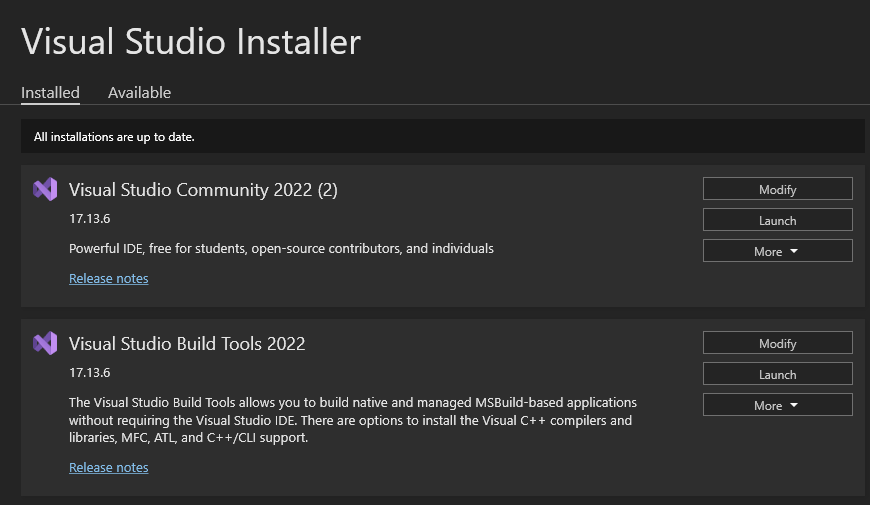 Visual Studio Installer
Installed
Available
All installations are up to date.
Visual Studio Community 2022 (2)
17.13.6
Powerful IDE, free for students, open-source contributors, and individuals
Release notes
Modify
Launch
More
Visual Studio Build Tools 2022
17.13.6
The Visual Studio Build Tools allows you to build native and managed MSBuild-based applications
without requiring the Visual Studio IDE. There are options to install the Visual C++ compilers and
libraries, MFC, ATL, and C++/CLI support.
Release notes
Modify
Launch
More